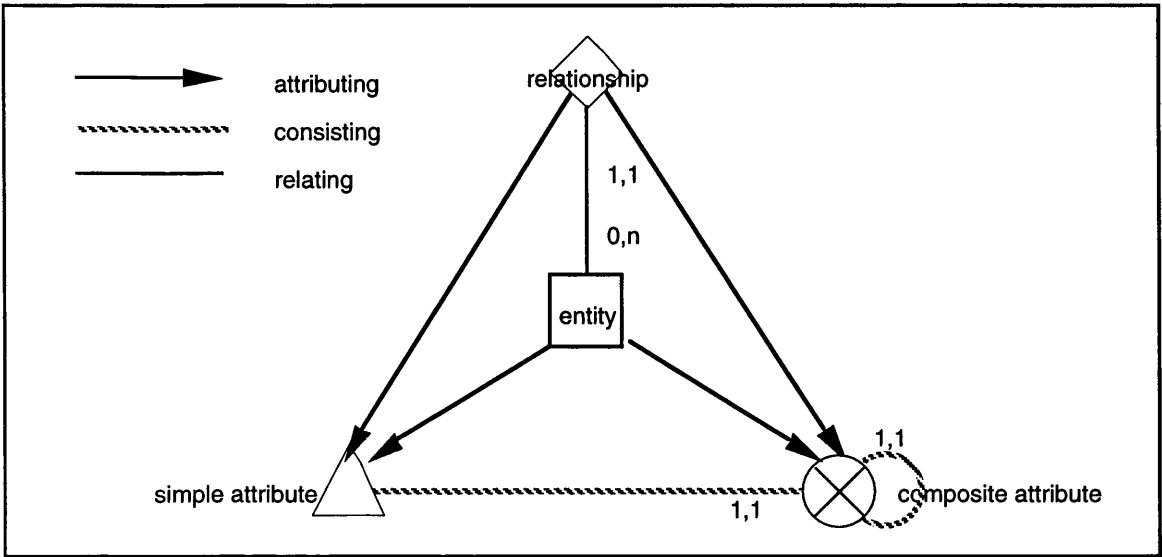 relationship
attributing
consisting
relating
1,1
0,n
entity
1,1
simple attribute
composite attribute
1,1